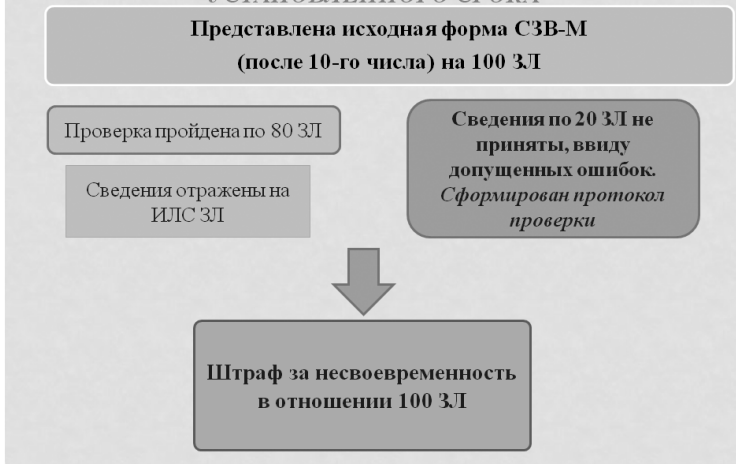 УСТАНОВЛЕННОГО СРОКА
Представлена исходная форма СЗВ-М
(после 10-го числа) на 100 ЗЛ
Проверка пройдена по 80 ЗЛ
Сведения отражены на
ИЛС ЗЛ
Сведения по 20 ЗЛ не
приняты, ввиду
допущенных ошибок.
Сформирован протокол
проверки
Штраф за несвоевременность
в отношении 100 ЗЛ